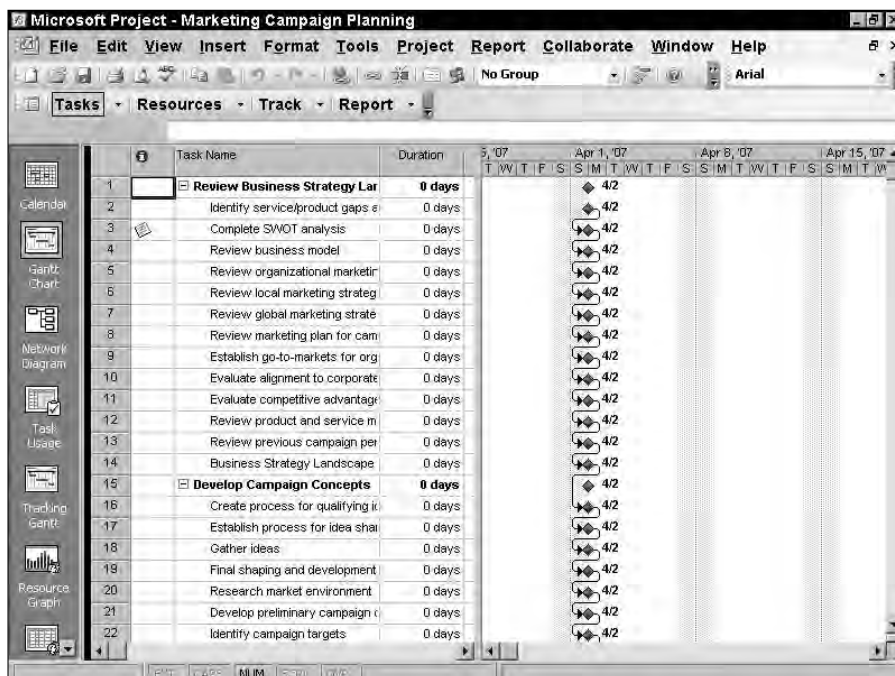 Microsoft Project - Marketing Campaign Planning
File Edit View Insert Format Tools Project Report Collaborate Window Help
No Group Arial
Tasks Resources Track Report
Task Name Duration 5, '07 Apr 1, '07 Apr 8, '07 Apr 15, '07
T W T F S S M T W T F S S M T W T F S S M T W
1 Review Business Strategy Lar 0 days 4/2
2 Identify service/product gaps a 0 days 4/2
3 Complete SWOT analysis 0 days 4/2
4 Review business model 0 days 4/2
5 Review organizational marketir 0 days 4/2
6 Review local marketing strateg 0 days 4/2
7 Review global marketing strate 0 days 4/2
8 Review marketing plan for cam 0 days 4/2
9 Establish go-to-markets for org 0 days 4/2
10 Evaluate alignment to corporate 0 days 4/2
11 Evaluate competitive advantage 0 days 4/2
12 Review product and service m 0 days 4/2
13 Review previous campaign per 0 days 4/2
14 Business Strategy Landscape 0 days 4/2
15 Develop Campaign Concepts 0 days 4/2
16 Create process for qualifying ic 0 days 4/2
17 Establish process for idea shar 0 days 4/2
18 Gather ideas 0 days 4/2
19 Final shaping and development 0 days 4/2
20 Research market environment 0 days 4/2
21 Develop preliminary campaign c 0 days 4/2
22 Identify campaign targets 0 days 4/2
Calendar
Gantt
Chart
Network
Diagram
Task
Usage
Tracking
Gantt
Resource
Graph
EXT CAPS NUM SCRL OVR